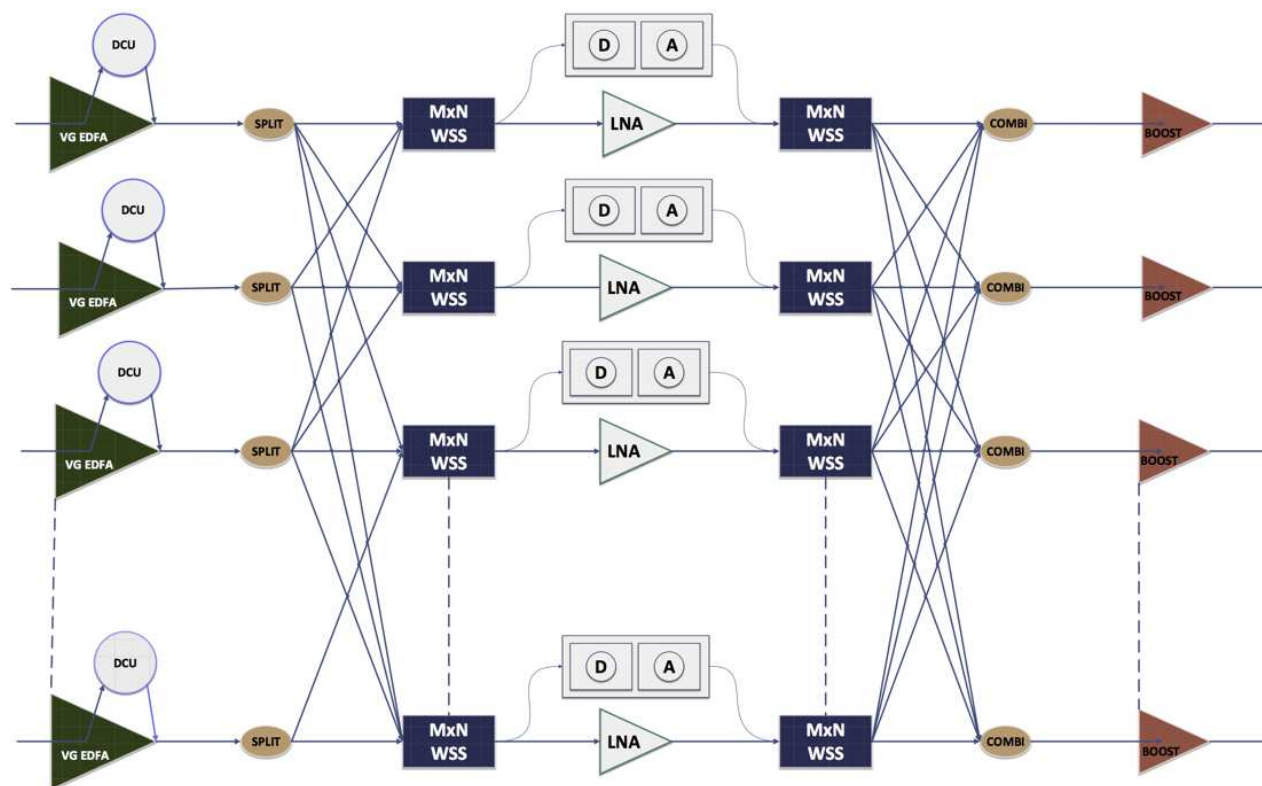 DCU
D A
VG EDFA
SPLIT
MxN
WSS
LNA
MxN
WSS
COMBI
BOOST
DCU
D A
VG EDFA
SPLIT
MxN
WSS
LNA
MxN
WSS
COMBI
BOOST
DCU
D A
VG EDFA
SPLIT
MxN
WSS
LNA
MxN
WSS
COMBI
BOOST
DCU
D A
VG EDFA
SPLIT
MxN
WSS
LNA
MxN
WSS
COMBI
BOOST